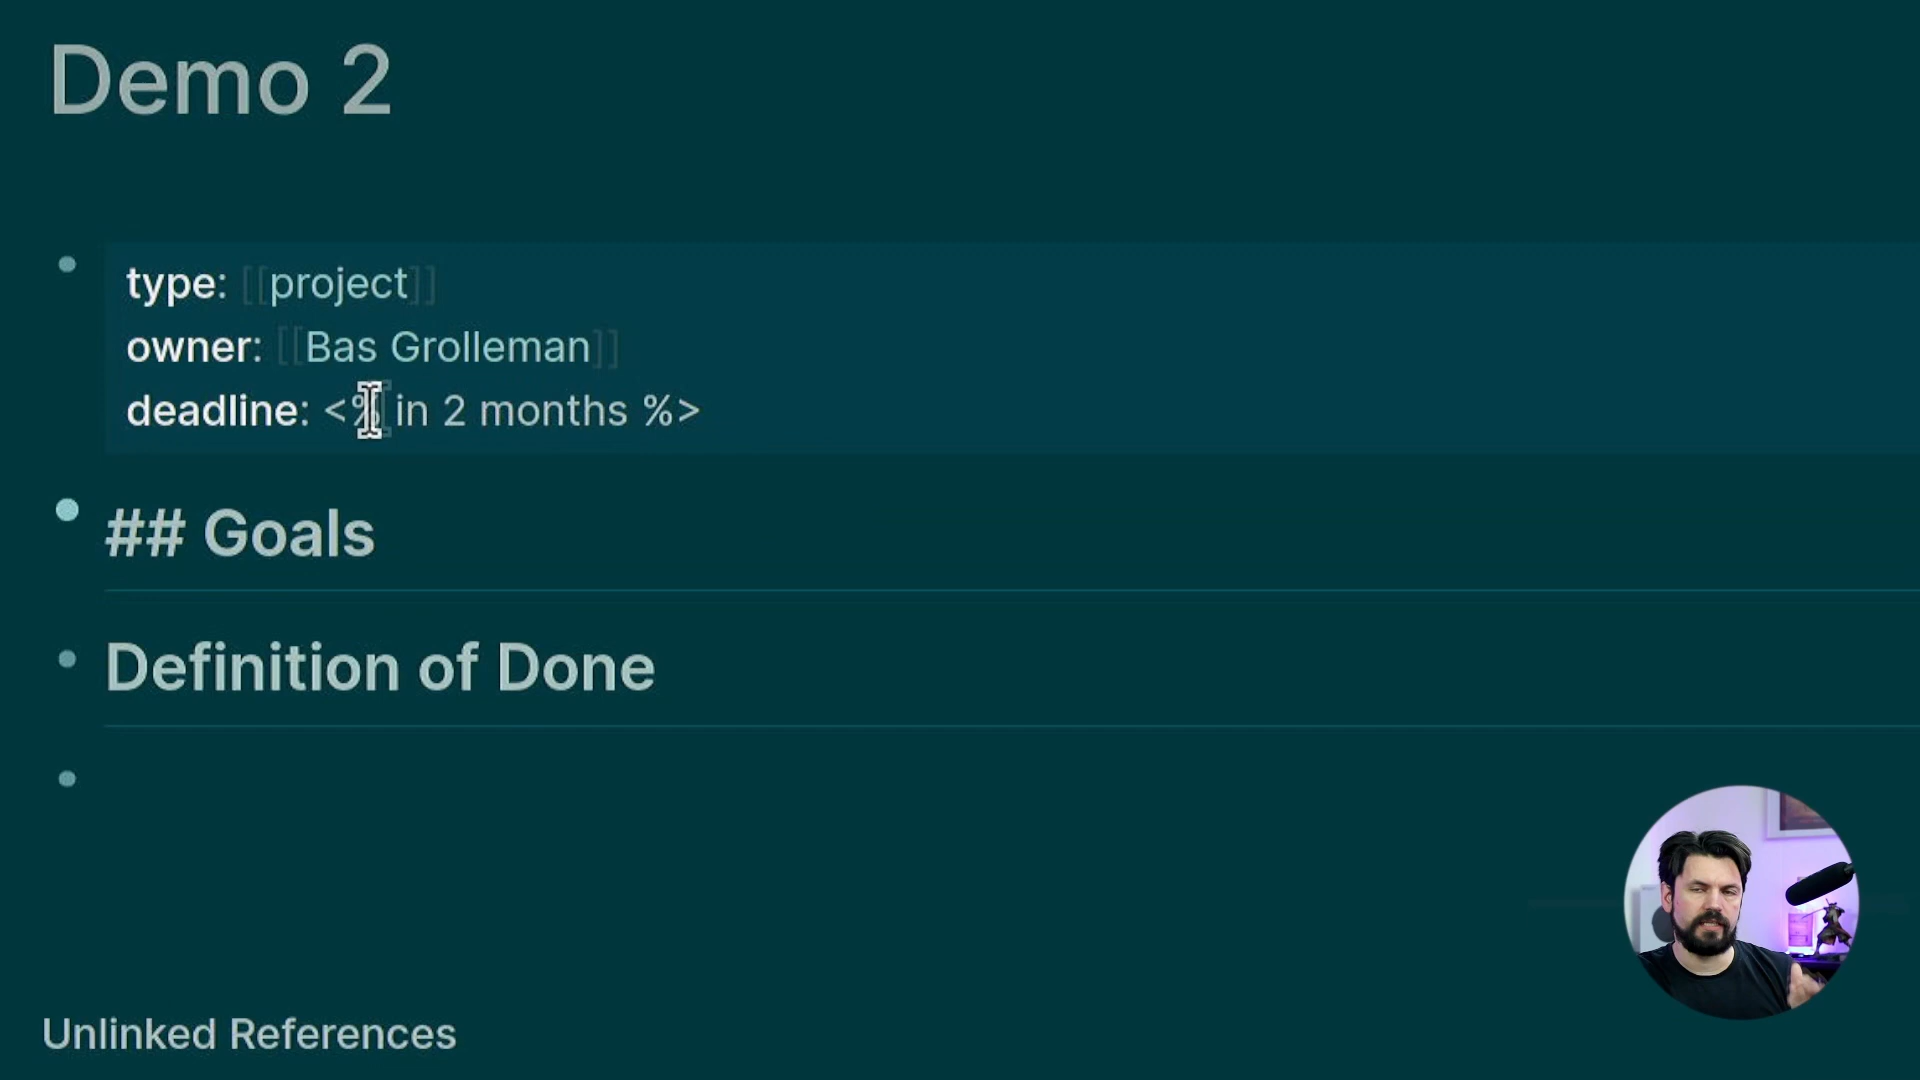 Demo 2
type: [[project]]
owner: [[Bas Grolleman]]
deadline: <% in 2 months %>
## Goals
Definition of Done
Unlinked References